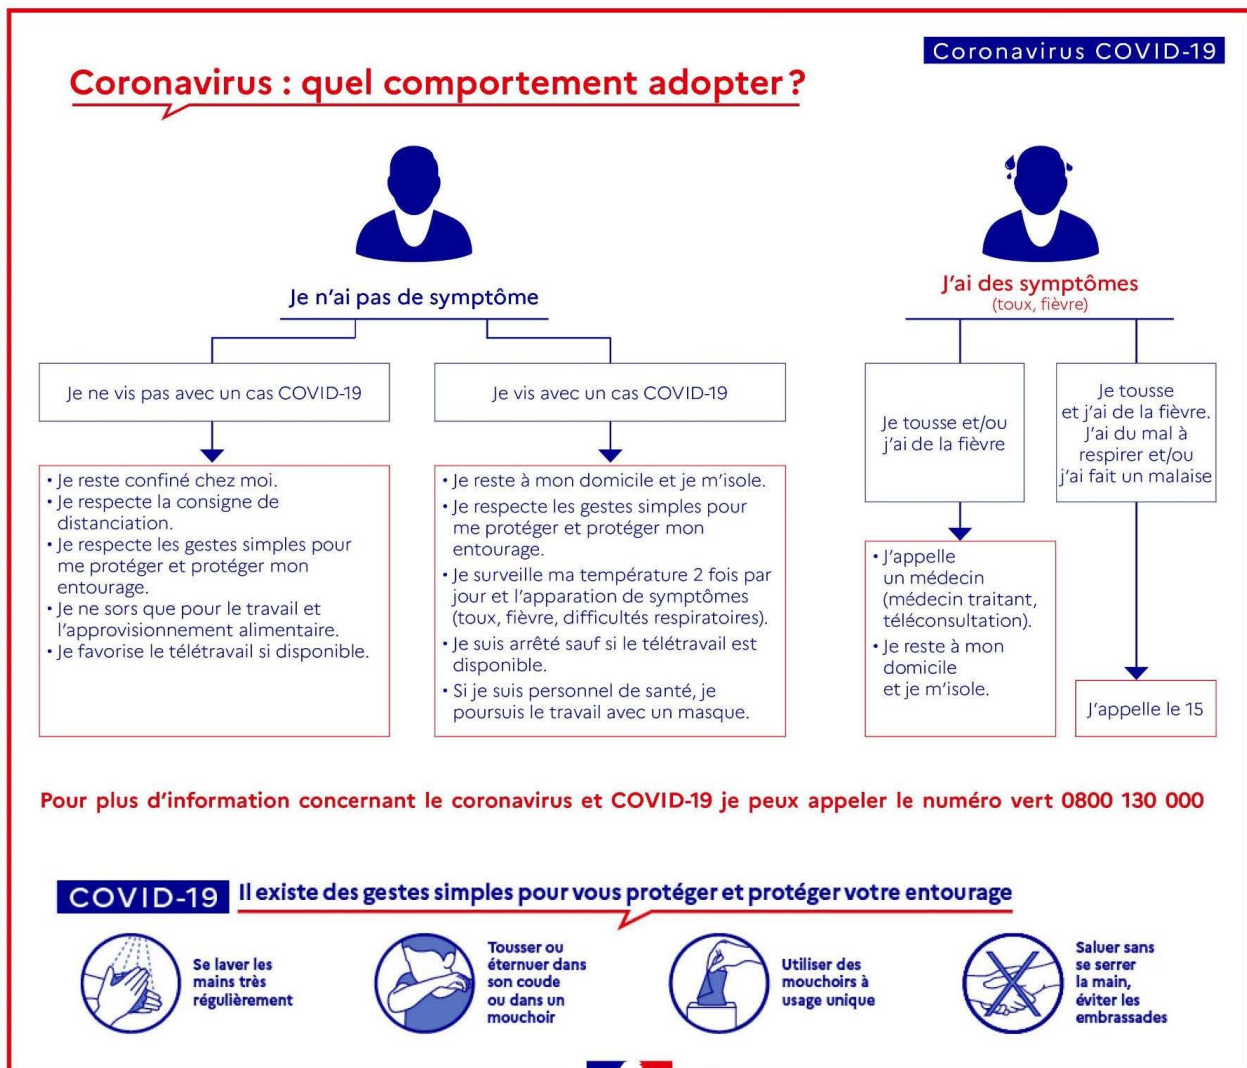 Coronavirus COVID-19
Coronavirus : quel comportement adopter ?
Je n'ai pas de symptôme
J'ai des symptômes
(toux, fièvre)
Je ne vis pas avec un cas COVID-19
Je vis avec un cas COVID-19
Je tousse et/ou
j'ai de la fièvre
Je tousse
et j'ai de la fièvre.
J'ai du mal à
respirer et/ou
j'ai fait un malaise
• Je reste confiné chez moi.
• Je respecte la consigne de
distanciation.
• Je respecte les gestes simples pour
me protéger et protéger mon
entourage.
• Je ne sors que pour le travail et
l'approvisionnement alimentaire.
• Je favorise le télétravail si disponible.
• Je reste à mon domicile et je m'isole.
• Je respecte les gestes simples pour
me protéger et protéger mon
entourage.
• Je surveille ma température 2 fois par
jour et l'apparation de symptômes
(toux, fièvre, difficultés respiratoires).
• Je suis arrêté sauf si le télétravail est
disponible.
• Si je suis personnel de santé, je
poursuis le travail avec un masque.
• J'appelle
un médecin
(médecin traitant,
téléconsultation).
• Je reste à mon
domicile
et je m'isole.
J'appelle le 15
Pour plus d'information concernant le coronavirus et COVID-19 je peux appeler le numéro vert 0800 130 000
COVID-19 Il existe des gestes simples pour vous protéger et protéger votre entourage
Se laver les
mains très
régulièrement
Tousser ou
éternuer dans
son coude
ou dans un
mouchoir
Utiliser des
mouchoirs à
usage unique
Saluer sans
se serrer
la main,
éviter les
embrassades